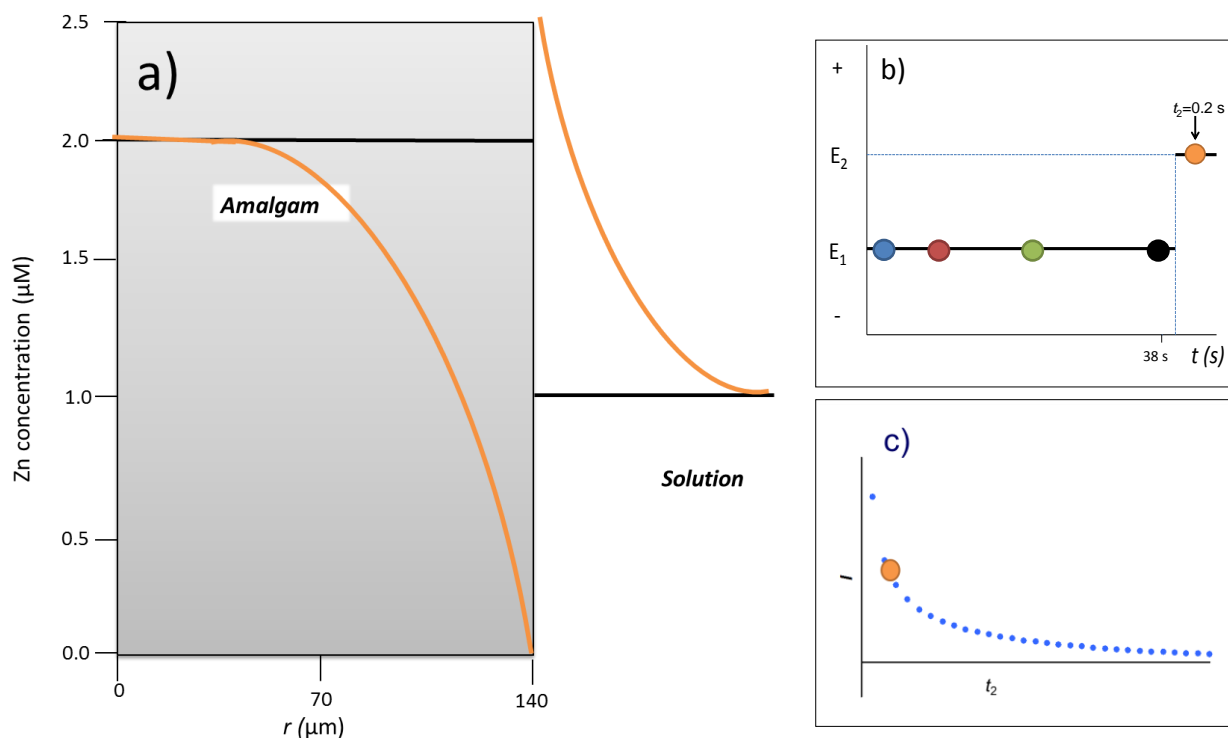 a)
2.5
2.0
1.5
1.0
0.5
0.0
Zn concentration (µM)
Amalgam
Solution
0
70
140
r (µm)
b)
+
E2
E1
-
t2=0.2 s
38 s
t (s)
c)
I
t2